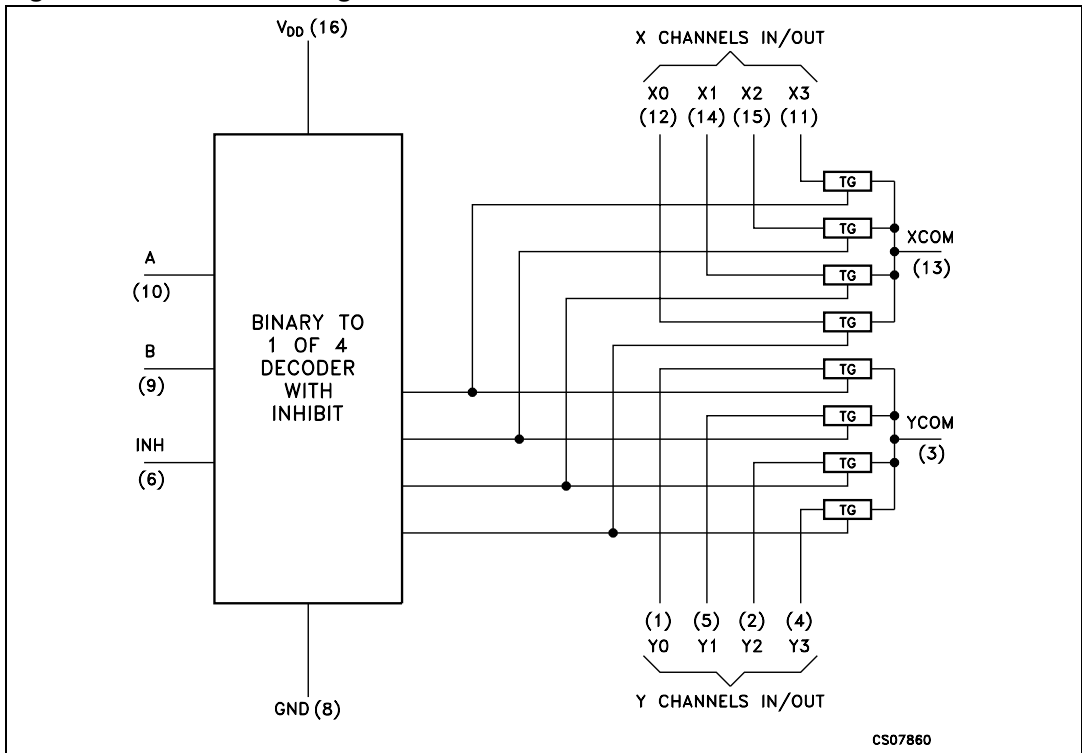 VDD (16)
X CHANNELS IN/OUT
X0 X1 X2 X3
(12) (14) (15) (11)
TG
TG
XCOM
A
TG
(13)
(10)
BINARY TO
1 OF 4
DECODER
WITH
INHIBIT
TG
B
(9)
TG
TG
YCOM
INH
(3)
(6)
TG
TG
(1) (5) (2) (4)
Y0 Y1 Y2 Y3
Y CHANNELS IN/OUT
GND (8)
CS07860